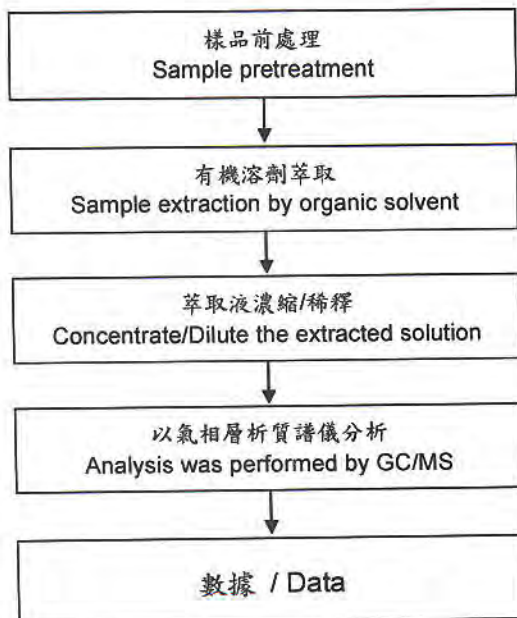 樣品前處理
Sample pretreatment
有機溶劑萃取
Sample extraction by organic solvent
萃取液濃縮/稀釋
Concentrate/Dilute the extracted solution
以氣相層析質譜儀分析
Analysis was performed by GC/MS
數據 / Data